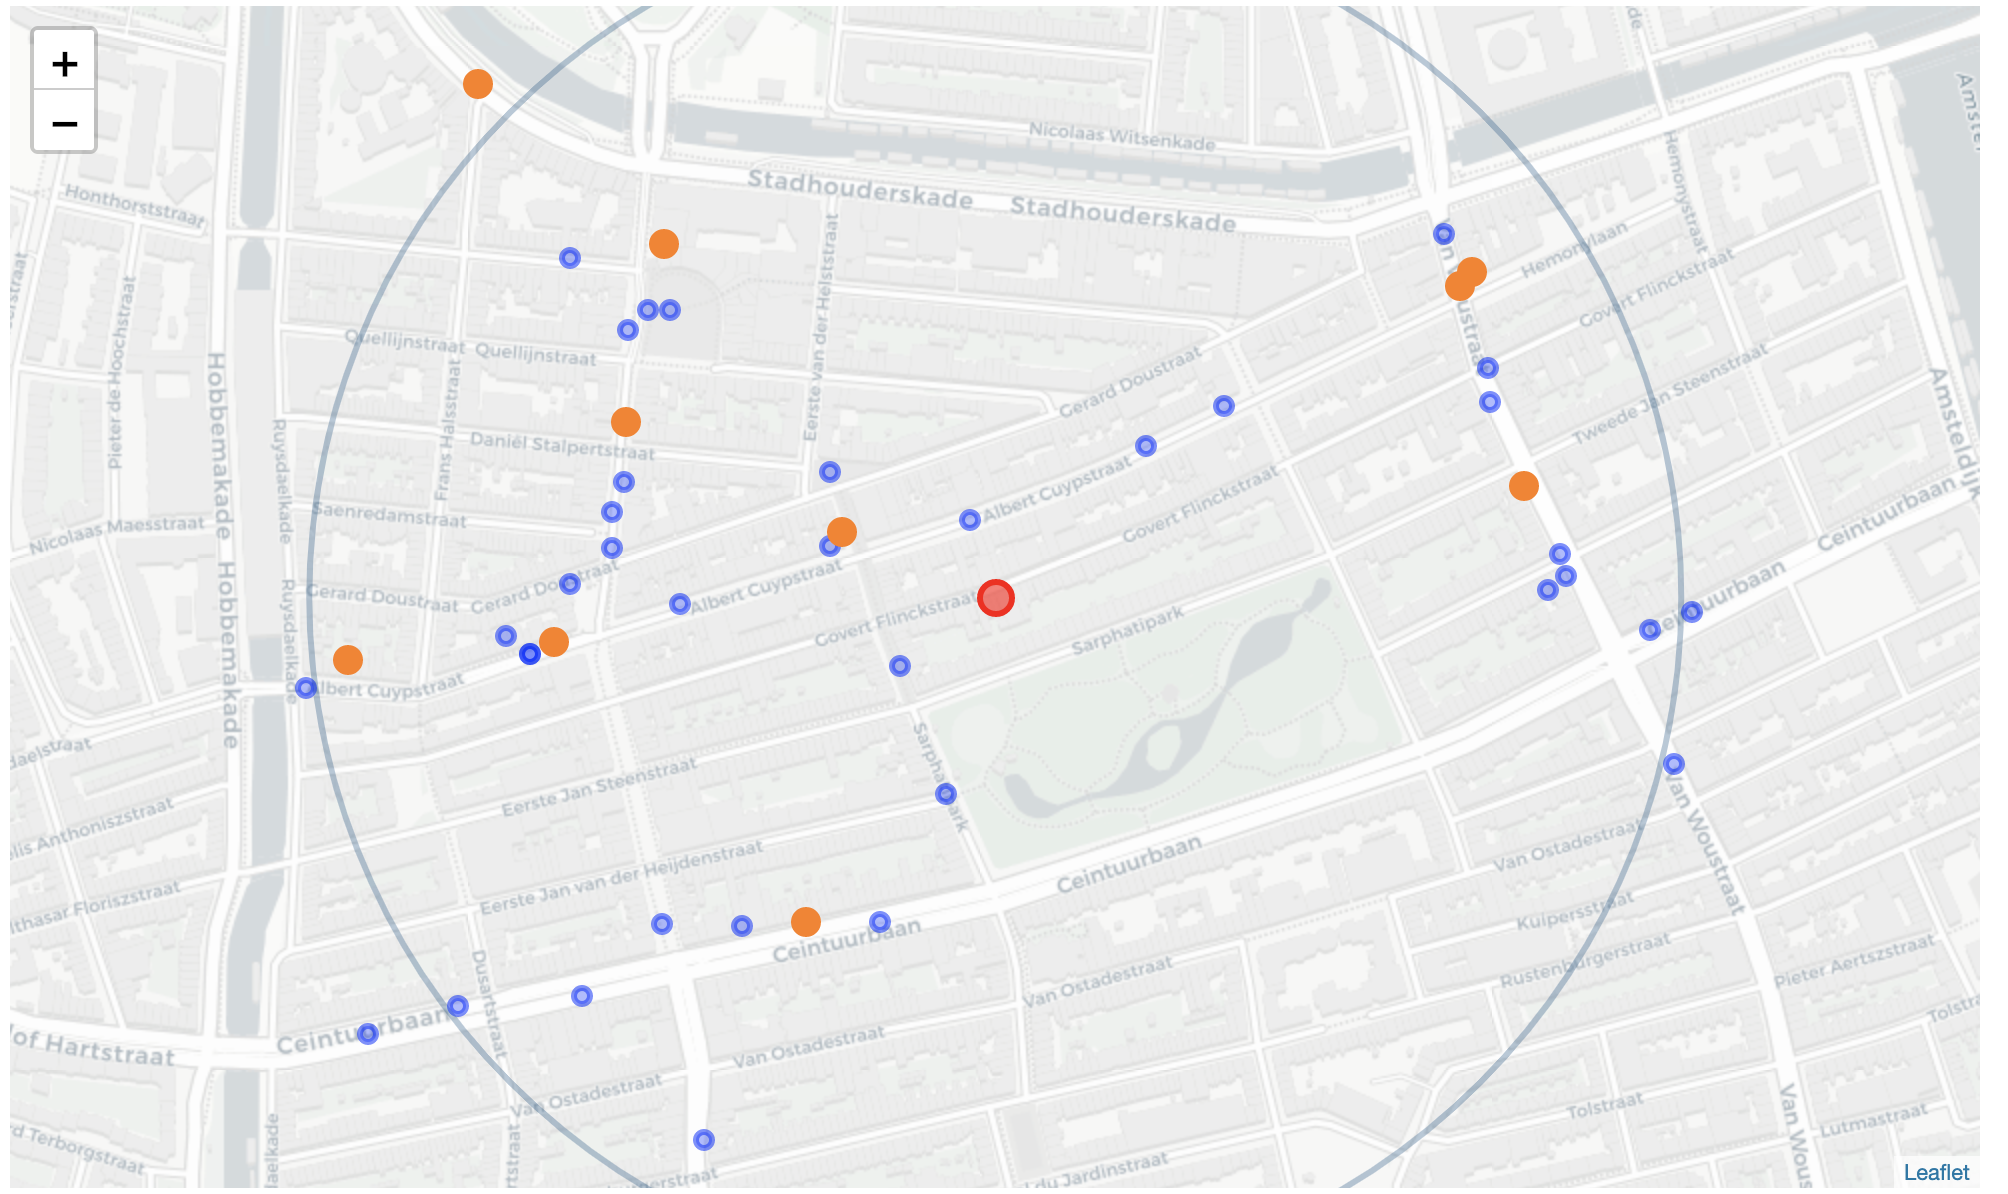 +
−
Nicolaas Witsenkade
Hemonystraat
Honthorststraat
Stadhouderskade
Stadhouderskade
Hemonylaan
Govert Flinckstraat
Pieter de Hoochstraat
Eerste van der Helststraat
Quellijnstraat
Quellijnstraat
Gerard Doustraat
Tweede Jan Steenstraat
Hobbemakade
Ruysdaelkade
Frans Halsstraat
Daniël Stalpertstraat
Amsteldijk
Albert Cuypstraat
Govert Flinckstraat
Saenredamstraat
Nicolaas Maesstraat
Ceintuurbaan
Hobbemakade
Ruysdaelkade
Gerard Doustraat
Albert Cuypstraat
Govert Flinckstraat
Sarphatipark
Albert Cuypstraat
Eerste Jan Steenstraat
Van Woustraat
Van Ostadestraat
Eerste Jan van der Heijdenstraat
Ceintuurbaan
Kuipersstraat
Ceintuurbaan
Rustenburgerstraat
Pieter Aertszstraat
Dusartstraat
Van Ostadestraat
Van Ostadestraat
Van Ostadestraat
Tolstraat
Lutmastraat
Leaflet